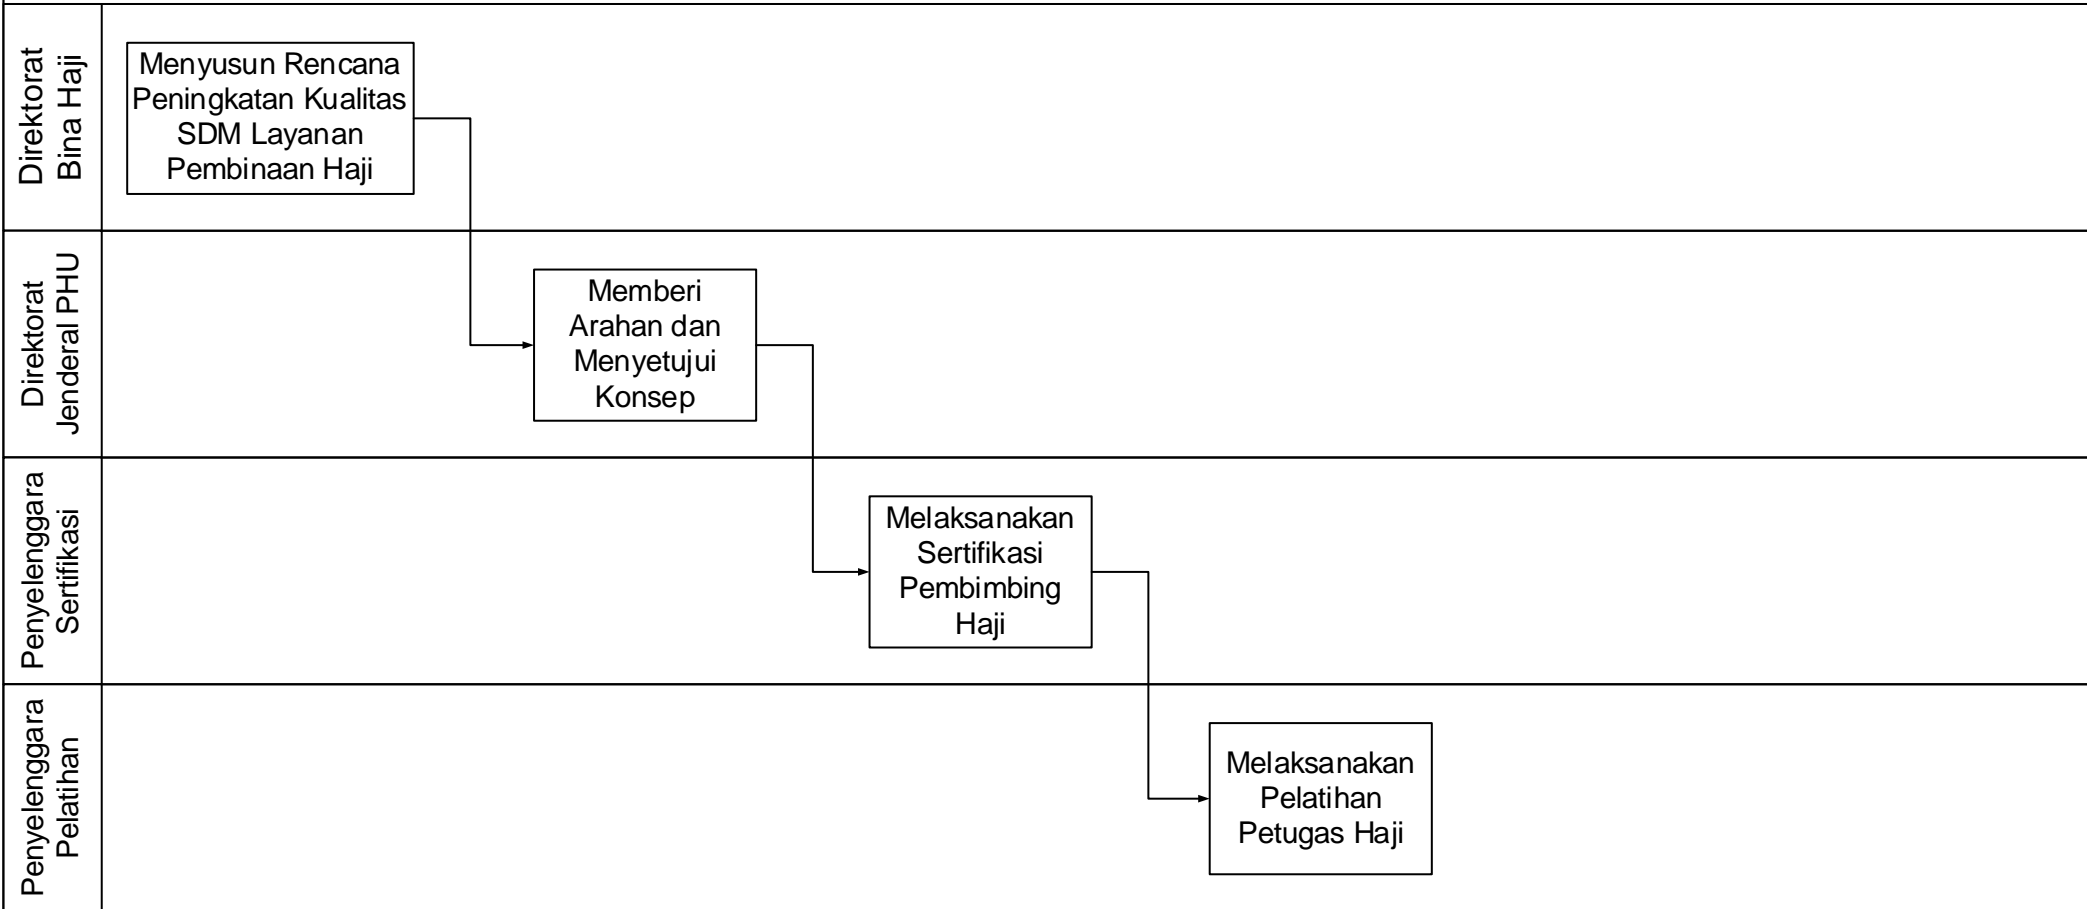 Direktorat
Bina Haji
Menyusun Rencana
Peningkatan Kualitas
SDM Layanan
Pembinaan Haji
Direktorat
Jenderal PHU
Memberi
Arahan dan
Menyetujui
Konsep
Penyelenggara
Sertifikasi
Melaksanakan
Sertifikasi
Pembimbing
Haji
Penyelenggara
Pelatihan
Melaksanakan
Pelatihan
Petugas Haji